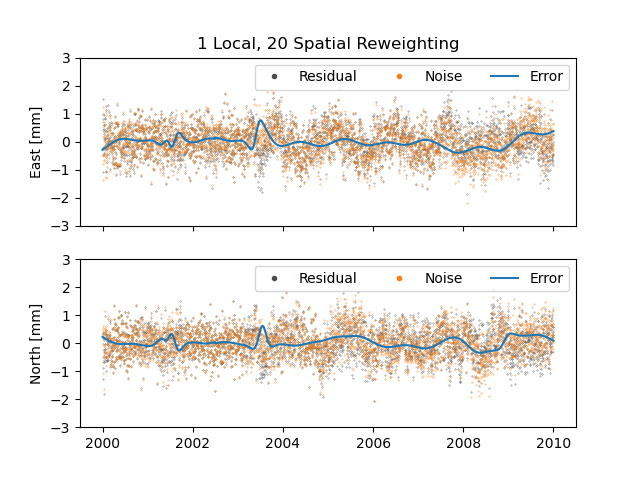 1 Local, 20 Spatial Reweighting
3
2
1
0
−1
−2
−3
East [mm]
Residual Noise Error
3
2
1
0
−1
−2
−3
North [mm]
Residual Noise Error
2000 2002 2004 2006 2008 2010